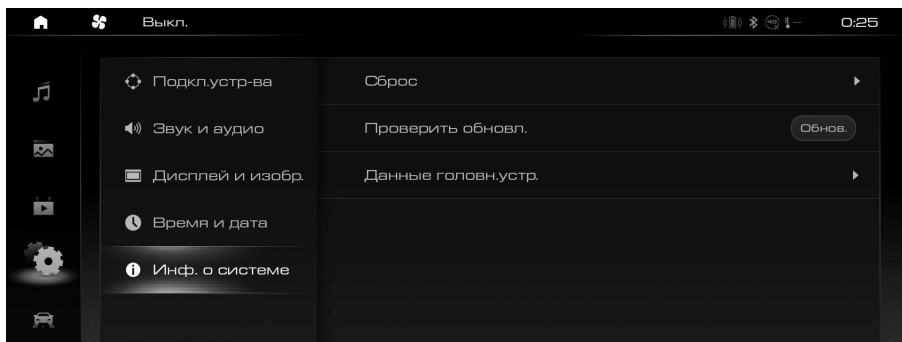 Выкл.
4G
0:25
Подкл.устр-ва
Сброс
Звук и аудио
Проверить обновл.
Обнов.
Дисплей и изобр.
Данные головн.устр.
Время и дата
Инф. о системе